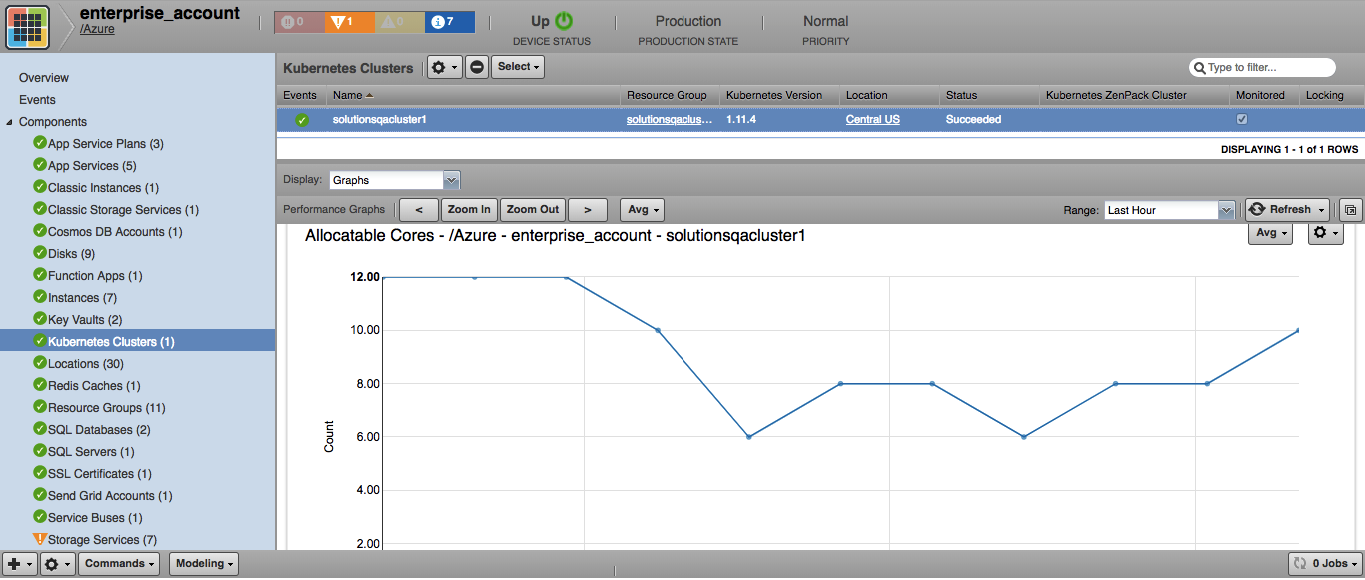 enterprise_account
/Azure
0 1 0 7
Up
DEVICE STATUS
Production
PRODUCTION STATE
Normal
PRIORITY
Overview
Events
Components
App Service Plans (3)
App Services (5)
Classic Instances (1)
Classic Storage Services (1)
Cosmos DB Accounts (1)
Disks (9)
Function Apps (1)
Instances (7)
Key Vaults (2)
Kubernetes Clusters (1)
Locations (30)
Redis Caches (1)
Resource Groups (11)
SQL Databases (2)
SQL Servers (1)
SSL Certificates (1)
Send Grid Accounts (1)
Service Buses (1)
Storage Services (7)
Kubernetes Clusters Select Type to filter...
Events Name Resource Group Kubernetes Version Location Status Kubernetes ZenPack Cluster Monitored Locking
solutionsqacluster1 solutionsqaclus... 1.11.4 Central US Succeeded
DISPLAYING 1 - 1 of 1 ROWS
Display: Graphs
Performance Graphs < Zoom In Zoom Out > Avg Range: Last Hour Refresh
Allocatable Cores - /Azure - enterprise_account - solutionsqacluster1 Avg
12.00
10.00
8.00
6.00
4.00
2.00
Count
Commands Modeling 0 Jobs